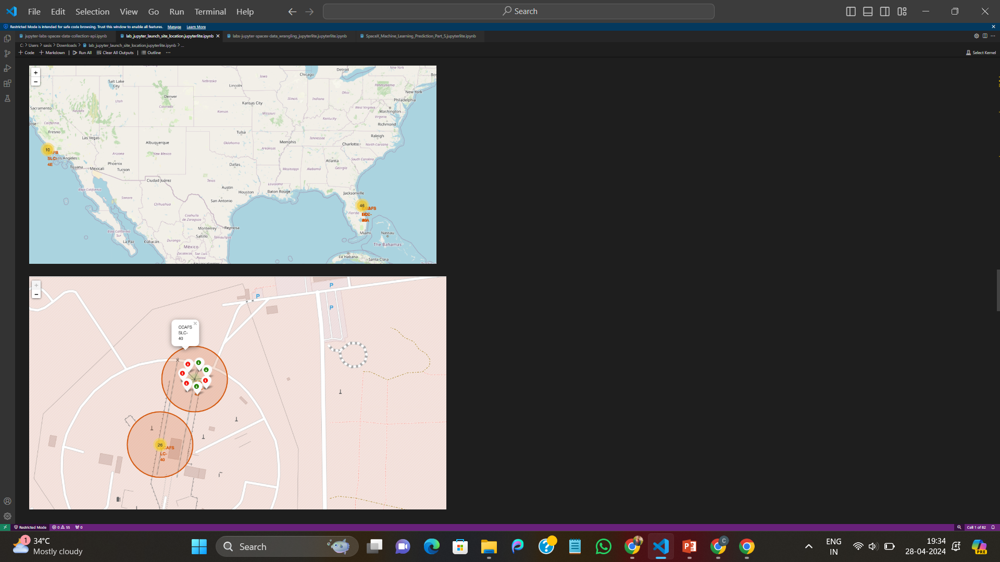 File Edit Selection View Go Run Terminal Help
Search
Restricted Mode is intended for safe code browsing. Trust this window to enable all features. Manage Learn More
jupyter-labs-spacex-data-collection-api.ipynb
lab_jupyter_launch_site_location.jupyterlite.ipynb
labs-jupyter-spacex-data_wrangling_jupyterlite.jupyterlite.ipynb
SpaceX_Machine_Learning_Prediction_Part_5.jupyterlite.ipynb
C: > Users > sasis > Downloads > lab_jupyter_launch_site_location.jupyterlite.ipynb > ...
+ Code + Markdown | Run All Clear All Outputs | Outline ...
Select Kernel
+
−
Detroit
New York
Iowa
Chicago
Salt Lake
City
Nebraska
Lincoln
Pennsylvania
New York
Denver
Utah
Colorado
Illinois
Indiana
Ohio
Philadelphia
Sacramento
Nevada
Kansas City
Kansas
Missouri
West Virginia
Virginia
Washington
California
Fresno
Kentucky
Richmond
Las Vegas
Tulsa
Raleigh
Albuquerque
Oklahoma
Memphis
Tennessee
Charlotte
North Carolina
10
Arizona
New Mexico
Arkansas
SLC-
4E
Los Angeles
South Carolina
Phoenix
Atlanta
Tijuana
Mexicali
Tucson
Dallas
Mississippi
Alabama
Georgia
Ciudad Juárez
Texas
Louisiana
Baja California
Austin
Houston
Baton Rouge
Jacksonville
Sonora
San Antonio
Chihuahua
46
Florida
Coahuila
de Zaragoza
Monterrey
Reynosa
Baja California
Sur
Saltillo
Miami
Nassau
La Paz
Culiacán
Durango
Tamaulipas
The Bahamas
México
Zacatecas
San Luis
Potosí
La Habana
Santa Clara
Aguascalientes
+
−
P
P
P
CCAFS
SLC-
40
×
26
LC-
40
Restricted Mode
0 55 0
Cell 1 of 82
1
34°C
Mostly cloudy
Search
C
PRE
ENG
IN
19:34
28-04-2024